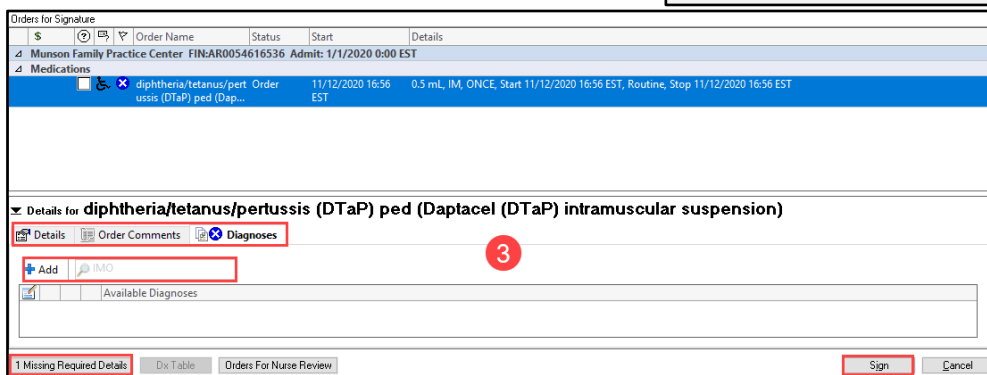 Orders for Signature
$ Order Name Status Start Details
Munson Family Practice Center FIN:AR0054616536 Admit: 1/1/2020 0:00 EST
Medications
diphtheria/tetanus/pert Order 11/12/2020 16:56 0.5 mL, IM, ONCE, Start 11/12/2020 16:56 EST, Routine, Stop 11/12/2020 16:56 EST
ussis (DTaP) ped (Dap... EST
Details for diphtheria/tetanus/pertussis (DTaP) ped (Daptacel (DTaP) intramuscular suspension)
Details Order Comments Diagnoses
3
Add IMO
Available Diagnoses
1 Missing Required Details Dx Table Orders For Nurse Review Sign Cancel